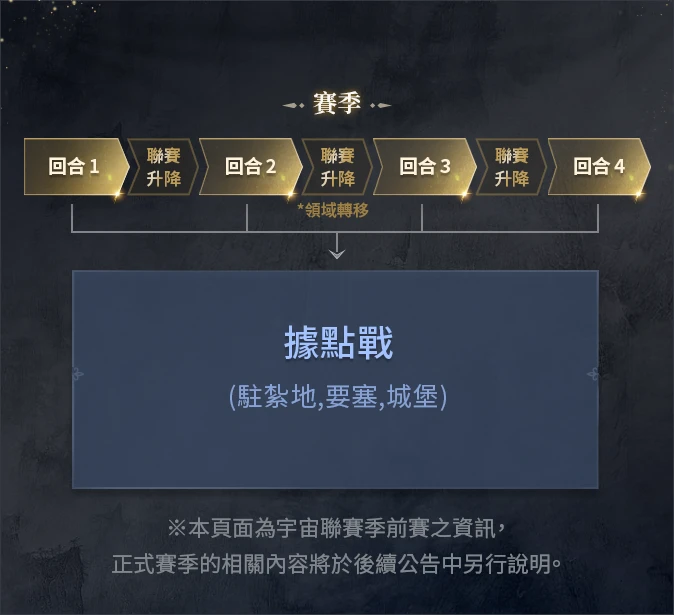 賽季
回合 1
聯賽
升降
回合 2
聯賽
升降
回合 3
聯賽
升降
回合 4
*領域轉移
據點戰
(駐紮地,要塞,城堡)
※本頁面為宇宙聯賽季前賽之資訊，
正式賽季的相關內容將於後續公告中另行說明。